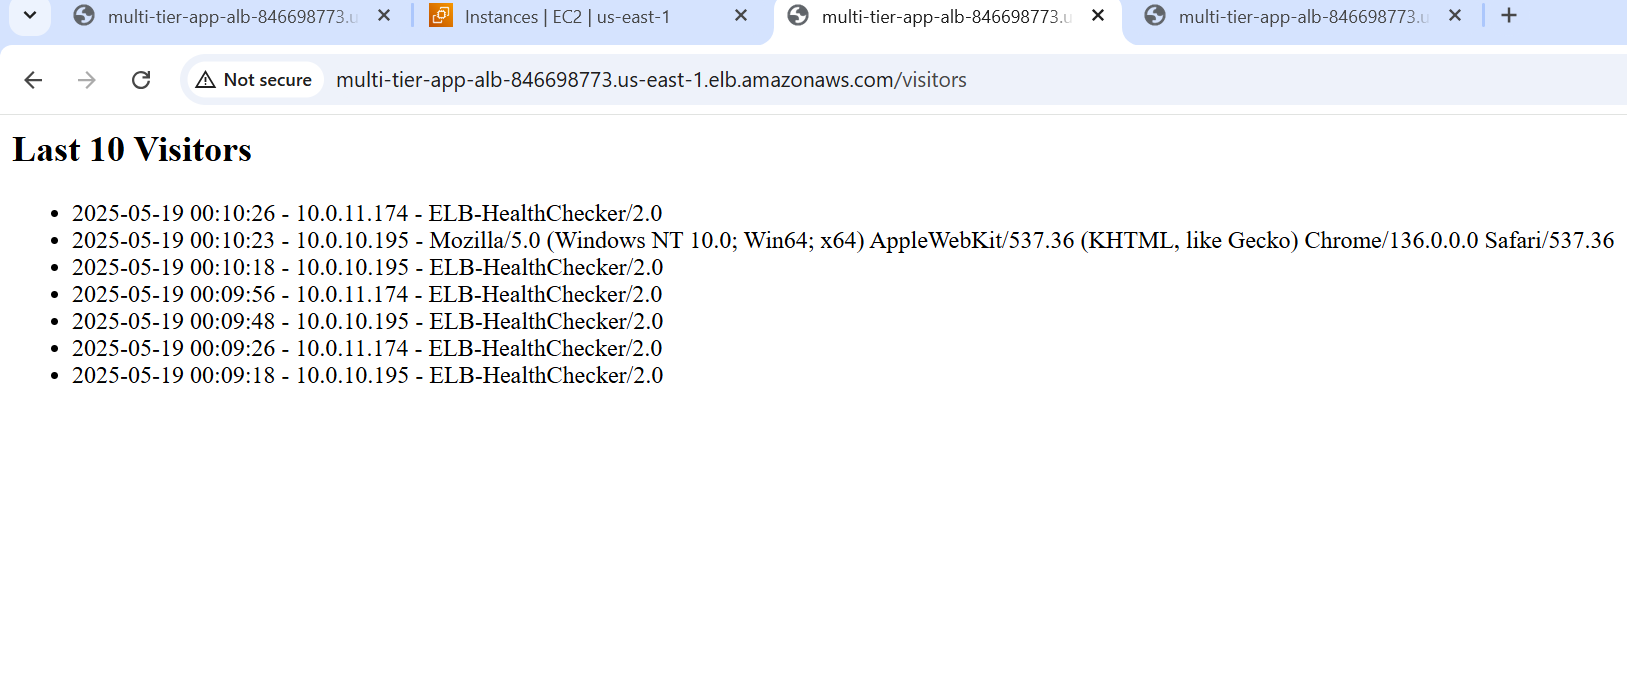 multi-tier-app-alb-846698773.u
Instances | EC2 | us-east-1
multi-tier-app-alb-846698773.u
multi-tier-app-alb-846698773.u
Not secure
multi-tier-app-alb-846698773.us-east-1.elb.amazonaws.com/visitors
Last 10 Visitors
• 2025-05-19 00:10:26 - 10.0.11.174 - ELB-HealthChecker/2.0
• 2025-05-19 00:10:23 - 10.0.10.195 - Mozilla/5.0 (Windows NT 10.0; Win64; x64) AppleWebKit/537.36 (KHTML, like Gecko) Chrome/136.0.0.0 Safari/537.36
• 2025-05-19 00:10:18 - 10.0.10.195 - ELB-HealthChecker/2.0
• 2025-05-19 00:09:56 - 10.0.11.174 - ELB-HealthChecker/2.0
• 2025-05-19 00:09:48 - 10.0.10.195 - ELB-HealthChecker/2.0
• 2025-05-19 00:09:26 - 10.0.11.174 - ELB-HealthChecker/2.0
• 2025-05-19 00:09:18 - 10.0.10.195 - ELB-HealthChecker/2.0